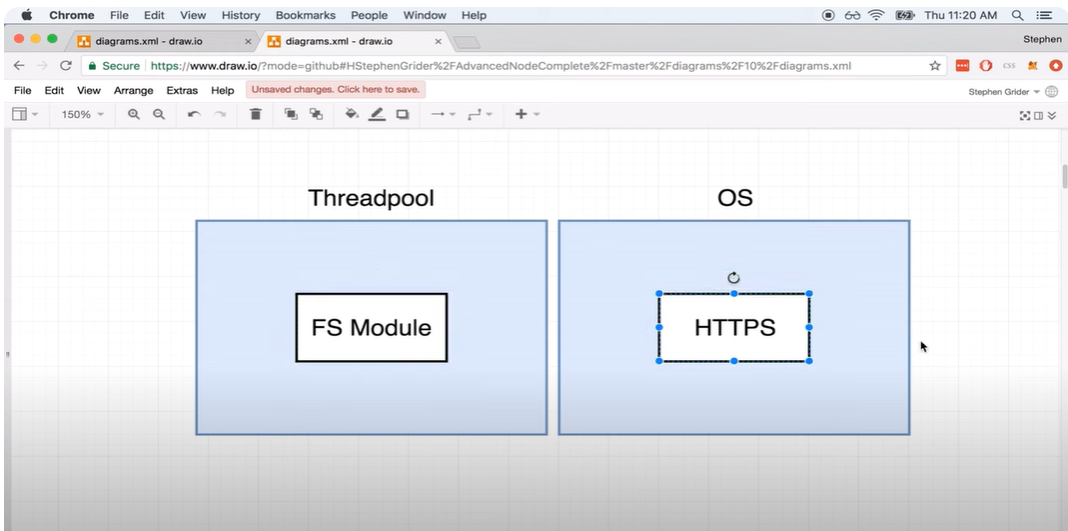 Chrome File Edit View History Bookmarks People Window Help Thu 11:20 AM
diagrams.xml - draw.io diagrams.xml - draw.io Stephen
Secure https://www.draw.io/?mode=github#HStephenGrider%2FAdvancedNodeComplete%2Fmaster%2Fdiagrams%2F10%2Fdiagrams.xml CSS
File Edit View Arrange Extras Help Unsaved changes. Click here to save. Stephen Grider
150%
Threadpool OS
FS Module HTTPS